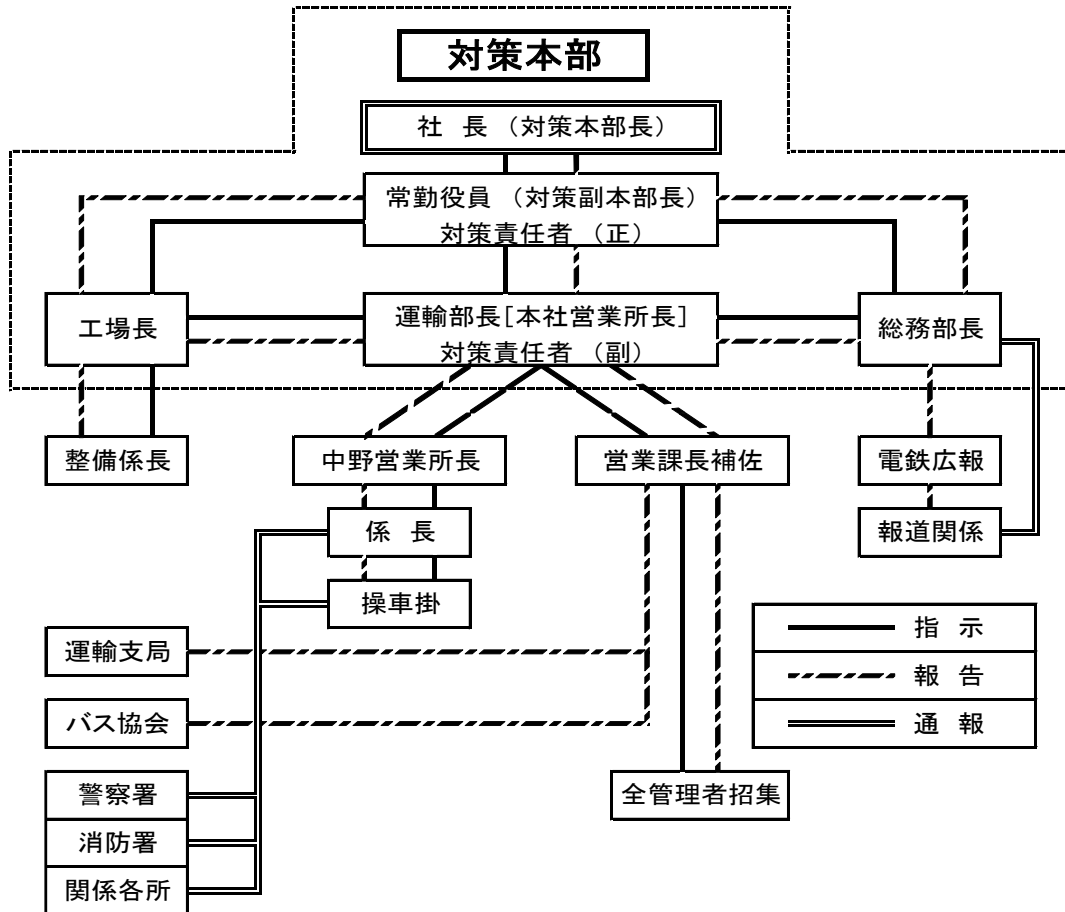 対策本部
社 長 （対策本部長）
常勤役員 （対策副本部長）
対策責任者 （正）
工場長
運輸部長[本社営業所長]
対策責任者 （副）
総務部長
整備係長
中野営業所長
営業課長補佐
電鉄広報
係 長
報道関係
操車掛
運輸支局
バス協会
指 示
報 告
通 報
警察署
消防署
関係各所
全管理者招集